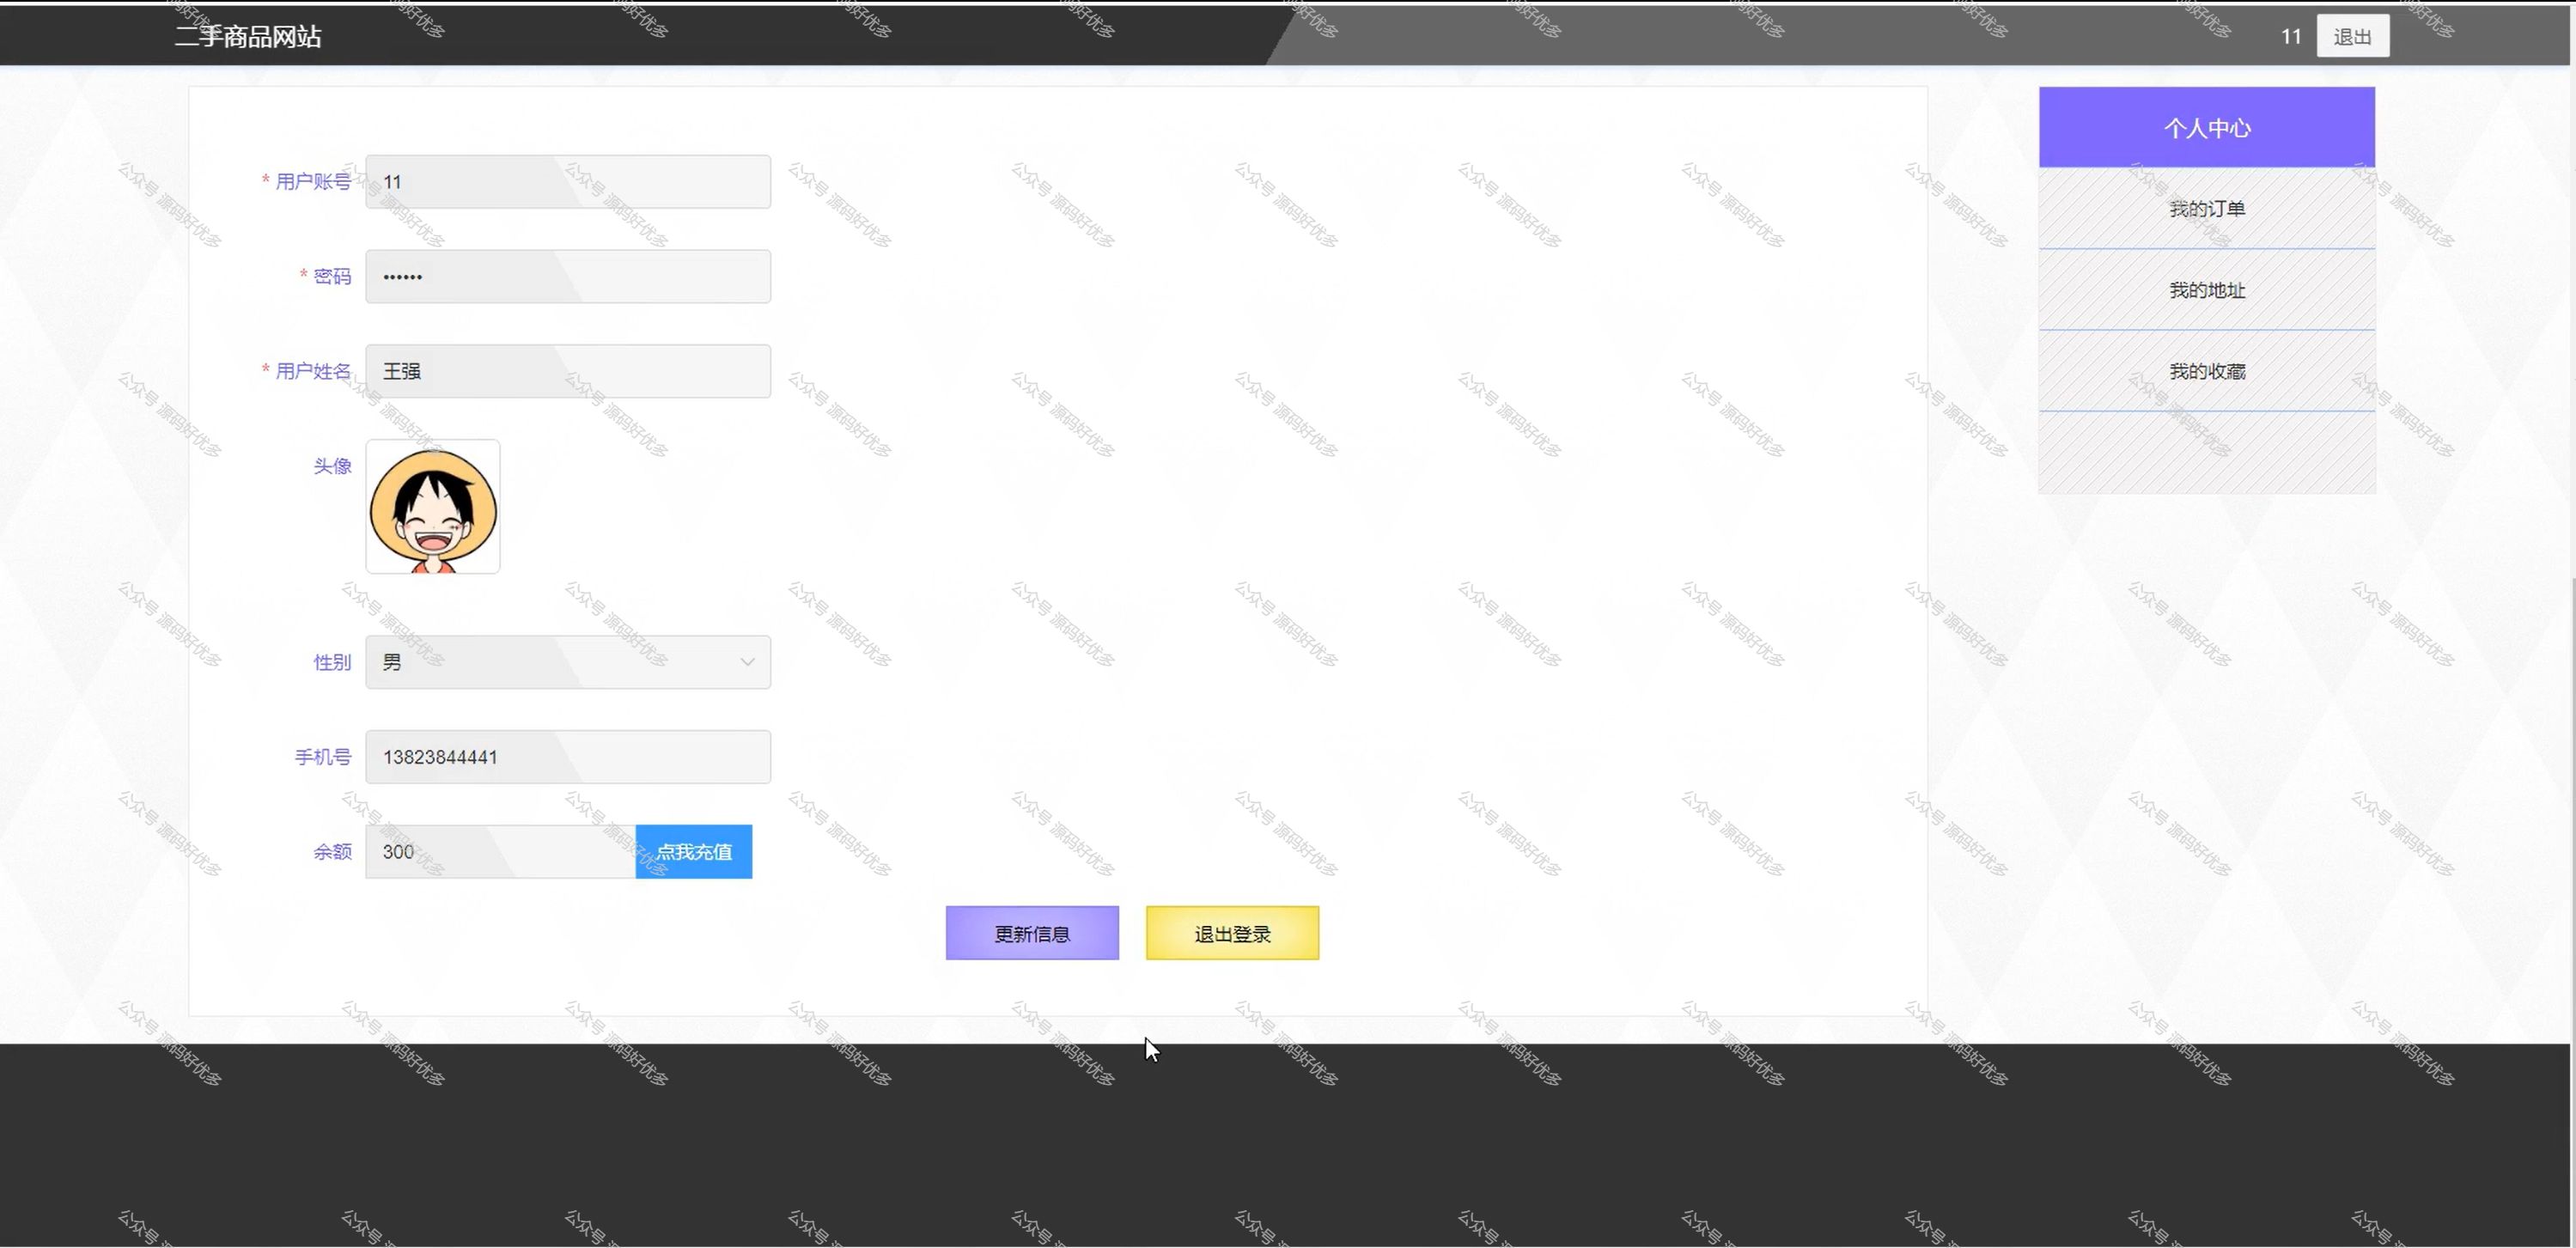 二手商品网站
11 退出
* 用户账号 11
* 密码 ••••••
* 用户姓名 王强
头像
性别 男
手机号 13823844441
余额 300 点我充值
更新信息 退出登录
个人中心
我的订单
我的地址
我的收藏
公众号 源码好优多